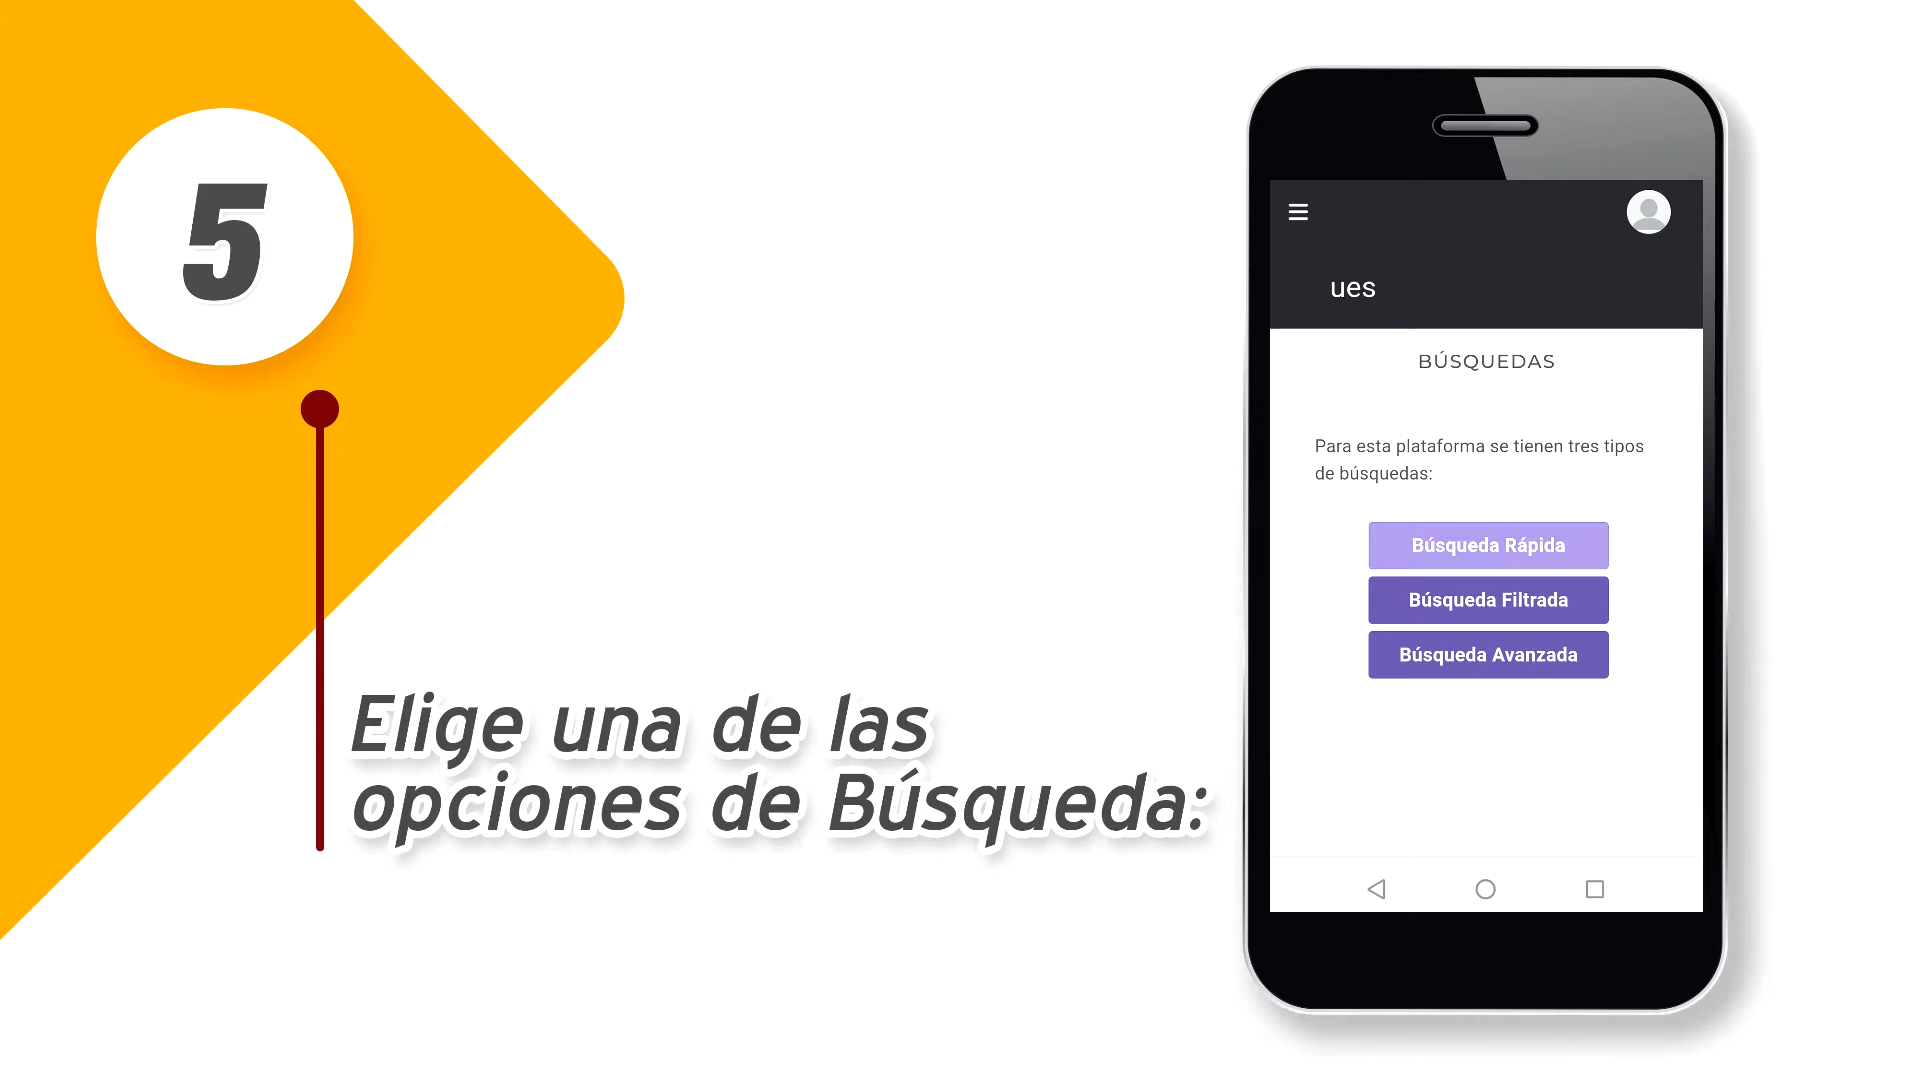 5
Elige una de las
opciones de Búsqueda:
ues
BÚSQUEDAS
Para esta plataforma se tienen tres tipos
de búsquedas:
Búsqueda Rápida
Búsqueda Filtrada
Búsqueda Avanzada